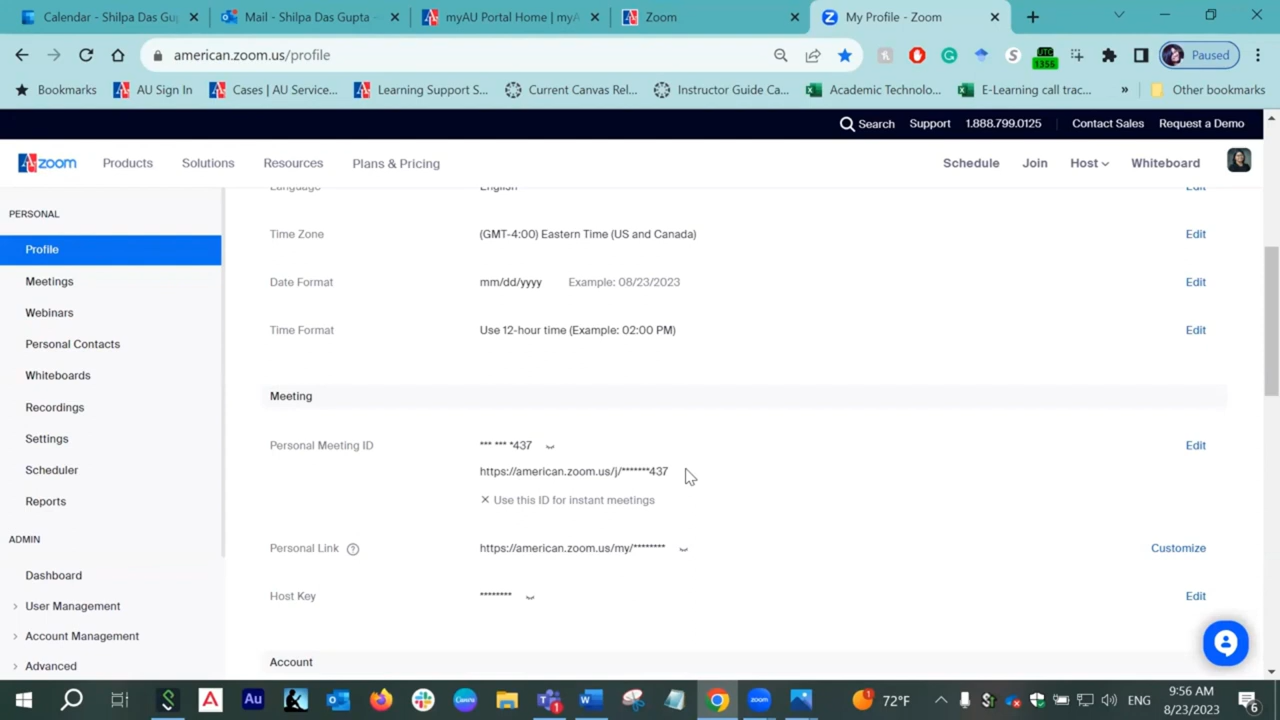 Calendar - Shilpa Das Gup
Mail - Shilpa Das Gupta -
myAU Portal Home | myA
Zoom
My Profile - Zoom
american.zoom.us/profile
UTC
1356
Paused
Bookmarks
AU Sign In
Cases | AU Service...
Learning Support S...
Current Canvas Rel...
Instructor Guide Ca...
Academic Technolo...
E-Learning call trac...
»
Other bookmarks
Search
Support
1.888.799.0125
Contact Sales
Request a Demo
zoom
Products
Solutions
Resources
Plans & Pricing
Schedule
Join
Host
Whiteboard
PERSONAL
Profile
Meetings
Webinars
Personal Contacts
Whiteboards
Recordings
Settings
Scheduler
Reports
ADMIN
Dashboard
User Management
Account Management
Advanced
Language English Edit
Time Zone (GMT-4:00) Eastern Time (US and Canada) Edit
Date Format mm/dd/yyyy Example: 08/23/2023 Edit
Time Format Use 12-hour time (Example: 02:00 PM) Edit
Meeting
Personal Meeting ID *** *** *437 Edit
https://american.zoom.us/j/*******437
× Use this ID for instant meetings
Personal Link ? https://american.zoom.us/my/******** Customize
Host Key ******** Edit
Account
Au
72°F
ENG
9:56 AM
8/23/2023
6